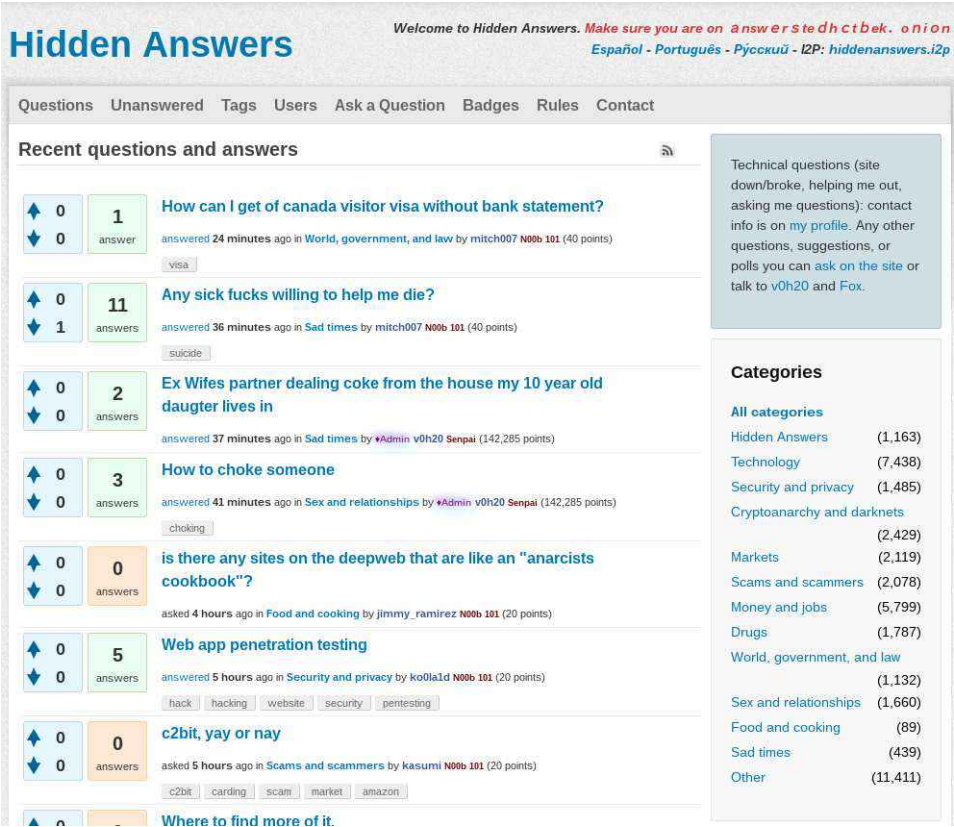 Hidden Answers
Welcome to Hidden Answers. Make sure you are on answerstedhctbek. onion
Español - Português - Рýсскиŭ - I2P: hiddenanswers.i2p
Questions Unanswered Tags Users Ask a Question Badges Rules Contact
Recent questions and answers
0
0
1
answer
How can I get of canada visitor visa without bank statement?
answered 24 minutes ago in World, government, and law by mitch007 N00b 101 (40 points)
visa
0
1
11
answers
Any sick fucks willing to help me die?
answered 36 minutes ago in Sad times by mitch007 N00b 101 (40 points)
suicide
0
0
2
answers
Ex Wifes partner dealing coke from the house my 10 year old
daugter lives in
answered 37 minutes ago in Sad times by ♦Admin v0h20 Senpai (142,285 points)
0
0
3
answers
How to choke someone
answered 41 minutes ago in Sex and relationships by ♦Admin v0h20 Senpai (142,285 points)
choking
0
0
0
answers
is there any sites on the deepweb that are like an "anarcists
cookbook"?
asked 4 hours ago in Food and cooking by jimmy_ramirez N00b 101 (20 points)
0
0
5
answers
Web app penetration testing
answered 5 hours ago in Security and privacy by ko0la1d N00b 101 (20 points)
hack hacking website security pentesting
0
0
0
answers
c2bit, yay or nay
asked 5 hours ago in Scams and scammers by kasumi N00b 101 (20 points)
c2bit carding scam market amazon
Where to find more of it.
Technical questions (site
down/broke, helping me out,
asking me questions): contact
info is on my profile. Any other
questions, suggestions, or
polls you can ask on the site or
talk to v0h20 and Fox.
Categories
All categories
Hidden Answers (1,163)
Technology (7,438)
Security and privacy (1,485)
Cryptoanarchy and darknets
(2,429)
Markets (2,119)
Scams and scammers (2,078)
Money and jobs (5,799)
Drugs (1,787)
World, government, and law
(1,132)
Sex and relationships (1,660)
Food and cooking (89)
Sad times (439)
Other (11,411)